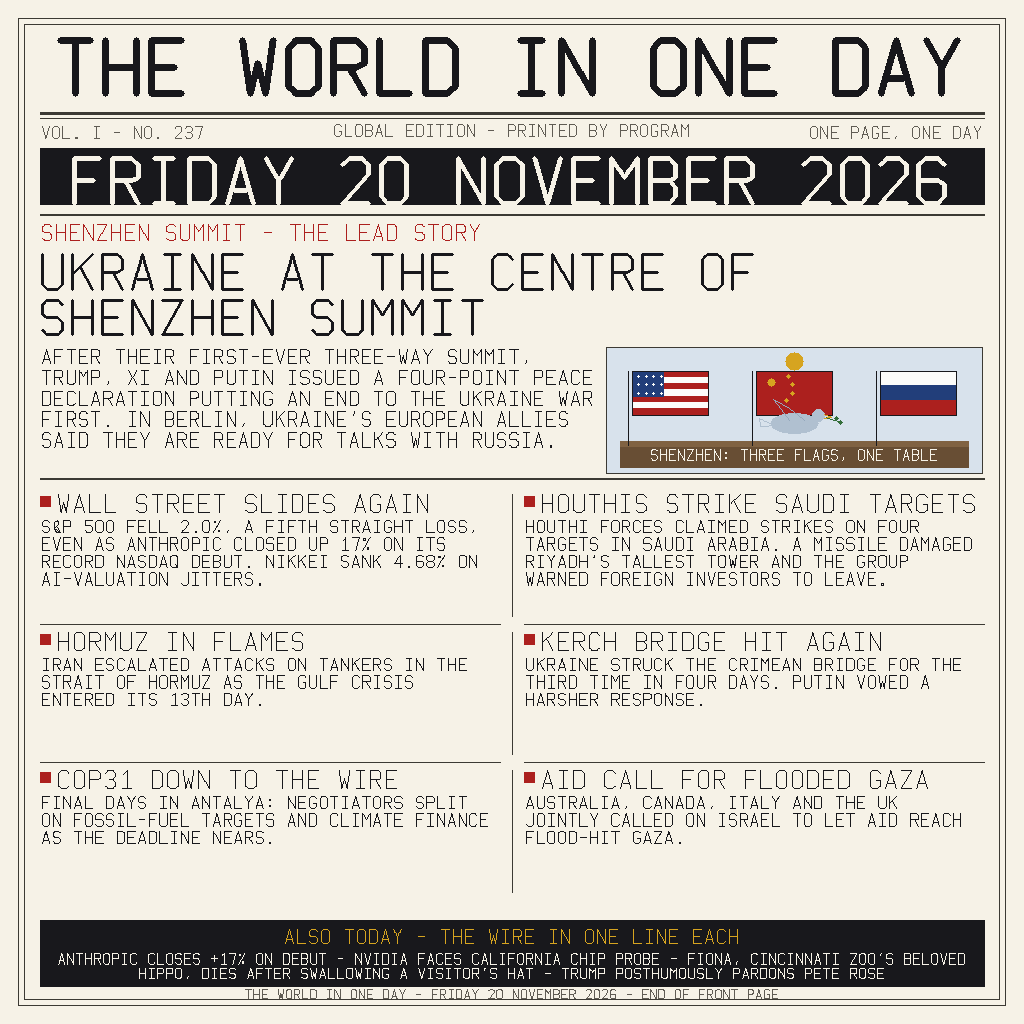 THE WORLD IN ONE DAY
VOL. I - NO. 237
GLOBAL EDITION - PRINTED BY PROGRAM
ONE PAGE, ONE DAY
FRIDAY 20 NOVEMBER 2026
SHENZHEN SUMMIT - THE LEAD STORY
UKRAINE AT THE CENTRE OF
SHENZHEN SUMMIT
AFTER THEIR FIRST-EVER THREE-WAY SUMMIT,
TRUMP, XI AND PUTIN ISSUED A FOUR-POINT PEACE
DECLARATION PUTTING AN END TO THE UKRAINE WAR
FIRST. IN BERLIN, UKRAINE'S EUROPEAN ALLIES
SAID THEY ARE READY FOR TALKS WITH RUSSIA.
SHENZHEN: THREE FLAGS, ONE TABLE
WALL STREET SLIDES AGAIN
S&P 500 FELL 2.0%, A FIFTH STRAIGHT LOSS,
EVEN AS ANTHROPIC CLOSED UP 17% ON ITS
RECORD NASDAQ DEBUT. NIKKEI SANK 4.68% ON
AI-VALUATION JITTERS.
HOUTHIS STRIKE SAUDI TARGETS
HOUTHI FORCES CLAIMED STRIKES ON FOUR
TARGETS IN SAUDI ARABIA. A MISSILE DAMAGED
RIYADH'S TALLEST TOWER AND THE GROUP
WARNED FOREIGN INVESTORS TO LEAVE.
HORMUZ IN FLAMES
IRAN ESCALATED ATTACKS ON TANKERS IN THE
STRAIT OF HORMUZ AS THE GULF CRISIS
ENTERED ITS 13TH DAY.
KERCH BRIDGE HIT AGAIN
UKRAINE STRUCK THE CRIMEAN BRIDGE FOR THE
THIRD TIME IN FOUR DAYS. PUTIN VOWED A
HARSHER RESPONSE.
COP31 DOWN TO THE WIRE
FINAL DAYS IN ANTALYA: NEGOTIATORS SPLIT
ON FOSSIL-FUEL TARGETS AND CLIMATE FINANCE
AS THE DEADLINE NEARS.
AID CALL FOR FLOODED GAZA
AUSTRALIA, CANADA, ITALY AND THE UK
JOINTLY CALLED ON ISRAEL TO LET AID REACH
FLOOD-HIT GAZA.
ALSO TODAY - THE WIRE IN ONE LINE EACH
ANTHROPIC CLOSES +17% ON DEBUT - NVIDIA FACES CALIFORNIA CHIP PROBE - FIONA, CINCINNATI ZOO'S BELOVED
HIPPO, DIES AFTER SWALLOWING A VISITOR'S HAT - TRUMP POSTHUMOUSLY PARDONS PETE ROSE
THE WORLD IN ONE DAY - FRIDAY 20 NOVEMBER 2026 - END OF FRONT PAGE